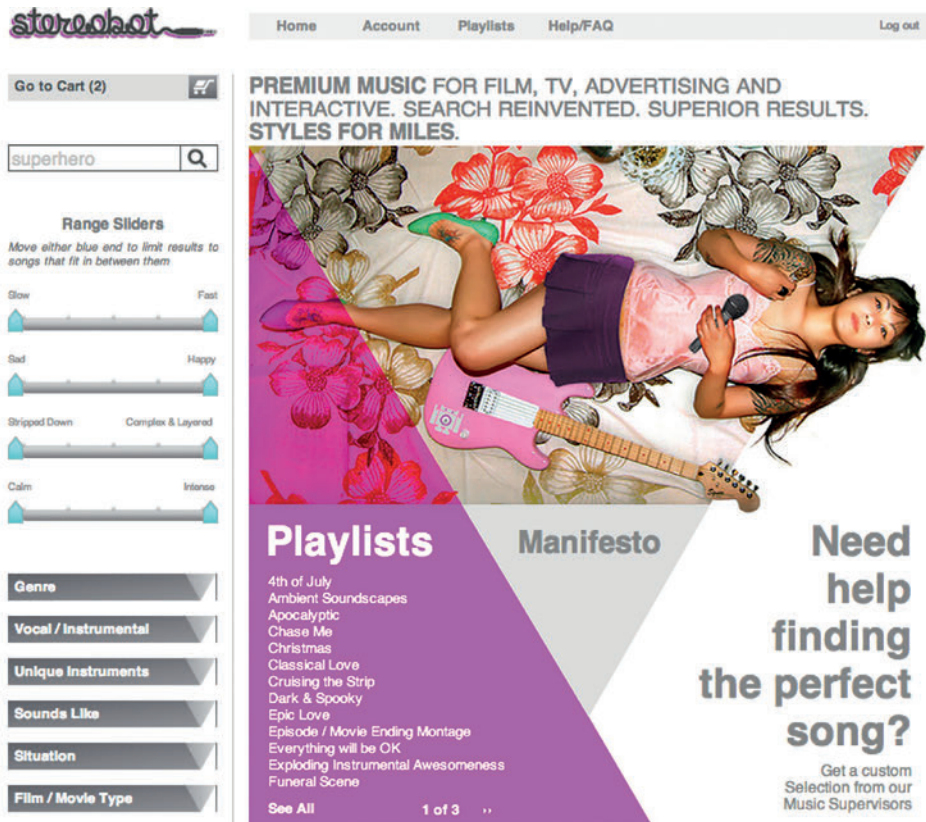 stereobot
Home Account Playlists Help/FAQ Log out
Go to Cart (2)
superhero
Range Sliders
Move either blue end to limit results to
songs that fit in between them
Slow Fast
Sad Happy
Stripped Down Complex & Layered
Calm Intense
Genre
Vocal / Instrumental
Unique Instruments
Sounds Like
Situation
Film / Movie Type
PREMIUM MUSIC FOR FILM, TV, ADVERTISING AND
INTERACTIVE. SEARCH REINVENTED. SUPERIOR RESULTS.
STYLES FOR MILES.
Playlists
4th of July
Ambient Soundscapes
Apocalyptic
Chase Me
Christmas
Classical Love
Cruising the Strip
Dark & Spooky
Epic Love
Episode / Movie Ending Montage
Everything will be OK
Exploding Instrumental Awesomeness
Funeral Scene
See All 1 of 3 ››
Manifesto
Need
help
finding
the perfect
song?
Get a custom
Selection from our
Music Supervisors